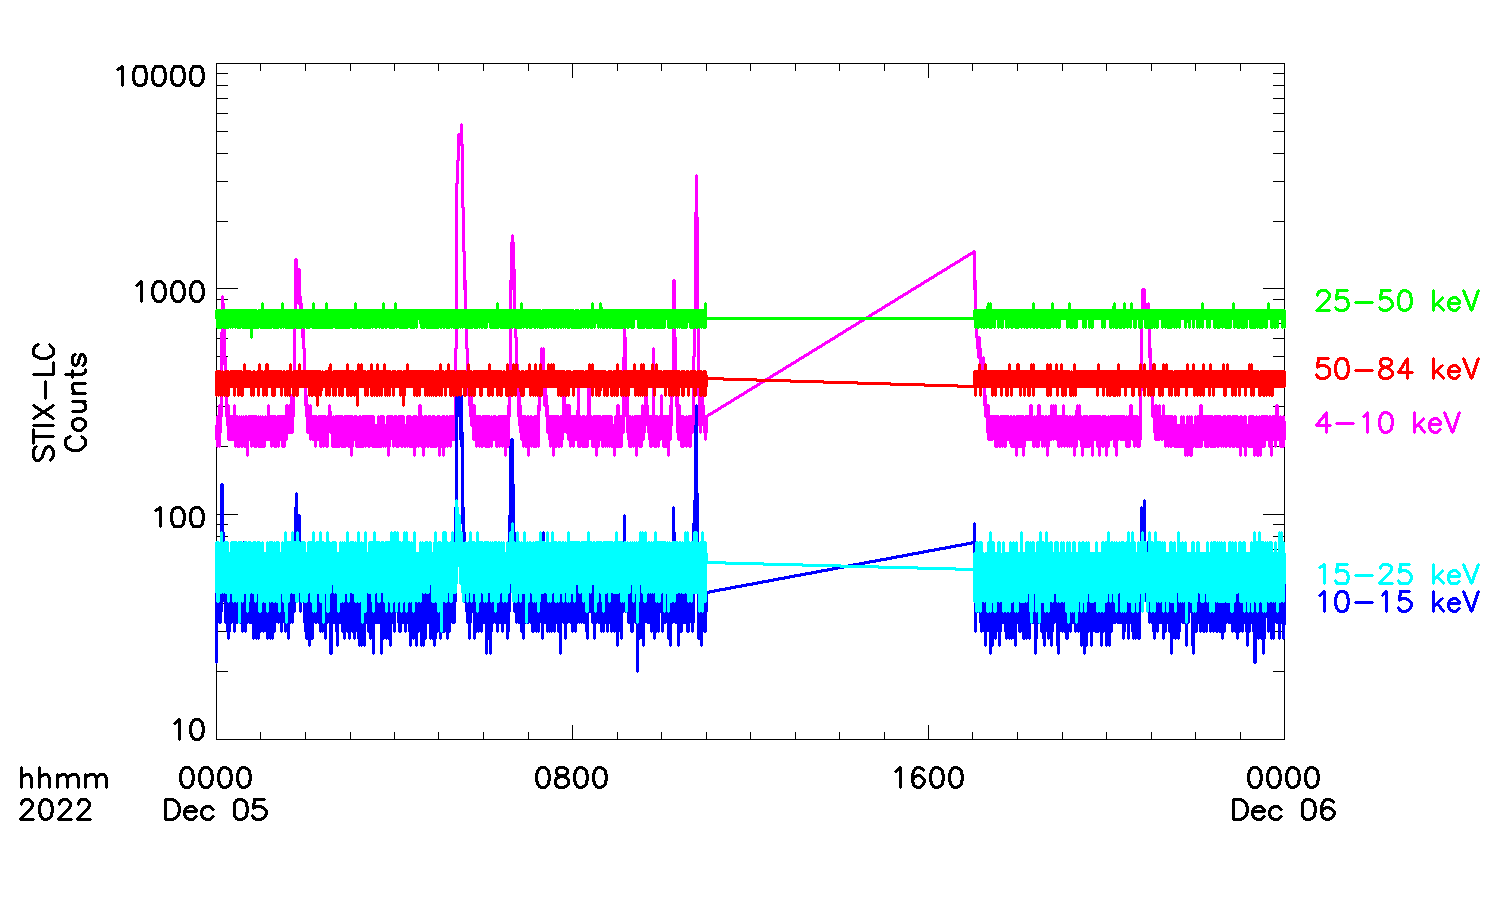 10000
1000
100
10
STIX-LC
Counts
25-50 keV
50-84 keV
4-10 keV
15-25 keV
10-15 keV
hhmm 0000 0800 1600 0000
2022 Dec 05 Dec 06